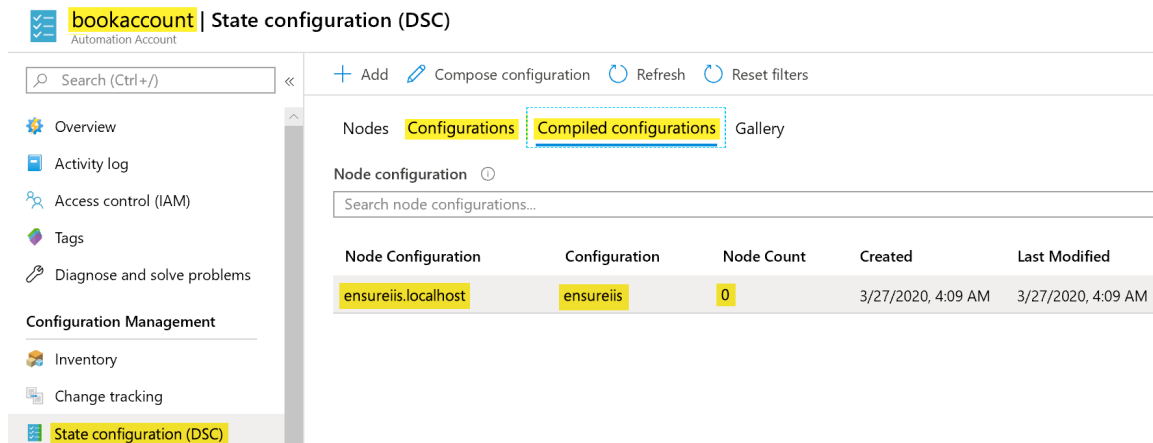 bookaccount | State configuration (DSC)
Automation Account
Search (Ctrl+/)
«
Overview
Activity log
Access control (IAM)
Tags
Diagnose and solve problems
Configuration Management
Inventory
Change tracking
State configuration (DSC)
Add Compose configuration Refresh Reset filters
Nodes Configurations Compiled configurations Gallery
Node configuration
Search node configurations...
Node Configuration Configuration Node Count Created Last Modified
ensureiis.localhost ensureiis 0 3/27/2020, 4:09 AM 3/27/2020, 4:09 AM